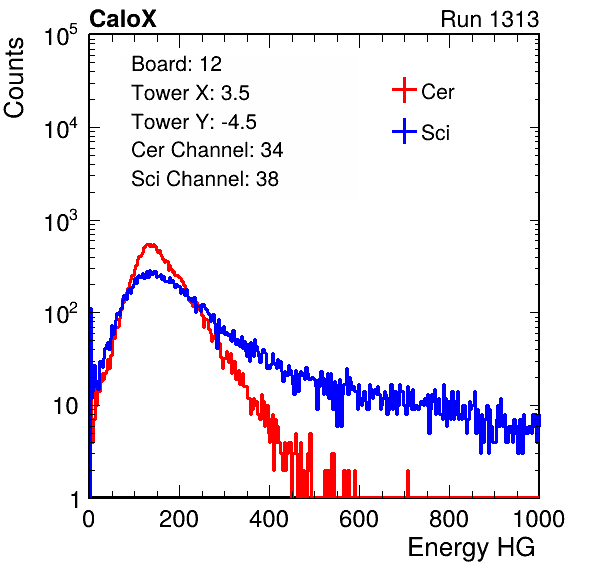 CaloX Run 1313
Counts
Board: 12
Tower X: 3.5
Tower Y: -4.5
Cer Channel: 34
Sci Channel: 38
Cer
Sci
10^5
10^4
10^3
10^2
10
1
0 200 400 600 800 1000
Energy HG